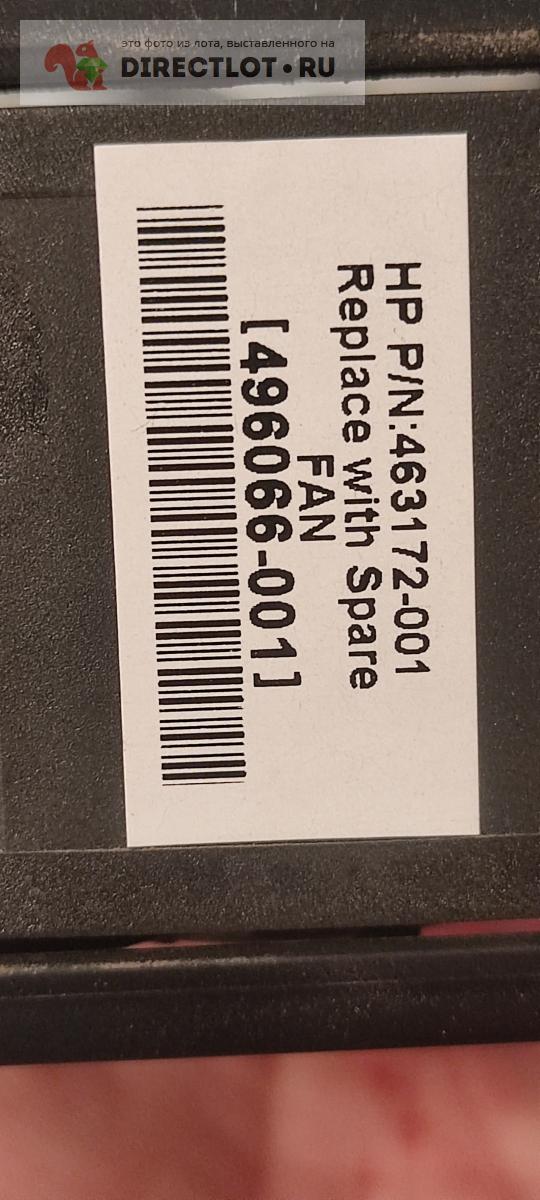 это фото из лота, выставленного на
DIRECTLOT•RU
HP P/N:463172-001
Replace with Spare
FAN
[496066-001]